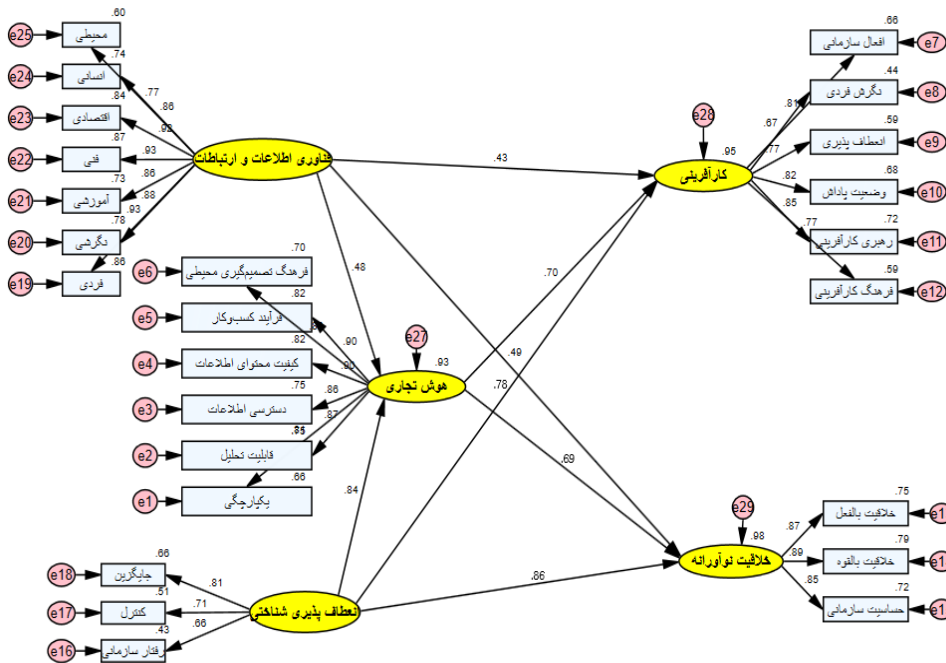 .60
e25
محیطی
.74
e24
انسانی
.77
.84
.86
e23
اقتصادی
.92
.87
e22
فنی
.93
.73
.86
e21
آموزشی
.88
.78
e20
نگرشی
.93
.86
e19
فردی
فناوری اطلاعات و ارتباطات
.43
.48
.49
.70
e6
فرهنگ تصمیم‌گیری محیطی
.82
e5
فرآیند کسب‌وکار
.90
.82
e4
کیفیت محتوای اطلاعات
.75
.86
e3
دسترسی اطلاعات
.87
e2
قابلیت تحلیل
.66
e1
یکپارچگی
e27
.93
هوش تجاری
.70
.78
.69
.84
.66
e18
جایگزین
.81
.51
e17
کنترل
.71
.43
.66
e16
رفتار سازمانی
انعطاف پذیری شناختی
.86
e28
.95
کارآفرینی
.66
افعال سازمانی
e7
.81
.44
نگرش فردی
e8
.67
.59
انعطاف پذیری
e9
.77
.68
وضعیت پاداش
e10
.82
.72
رهبری کارآفرینی
e11
.85
.59
فرهنگ کارآفرینی
e12
.77
e29
.98
خلاقیت نوآورانه
.75
خلاقیت بالفعل
e1
.87
.79
خلاقیت بالقوه
e1
.89
.72
حساسیت سازمانی
e1
.85